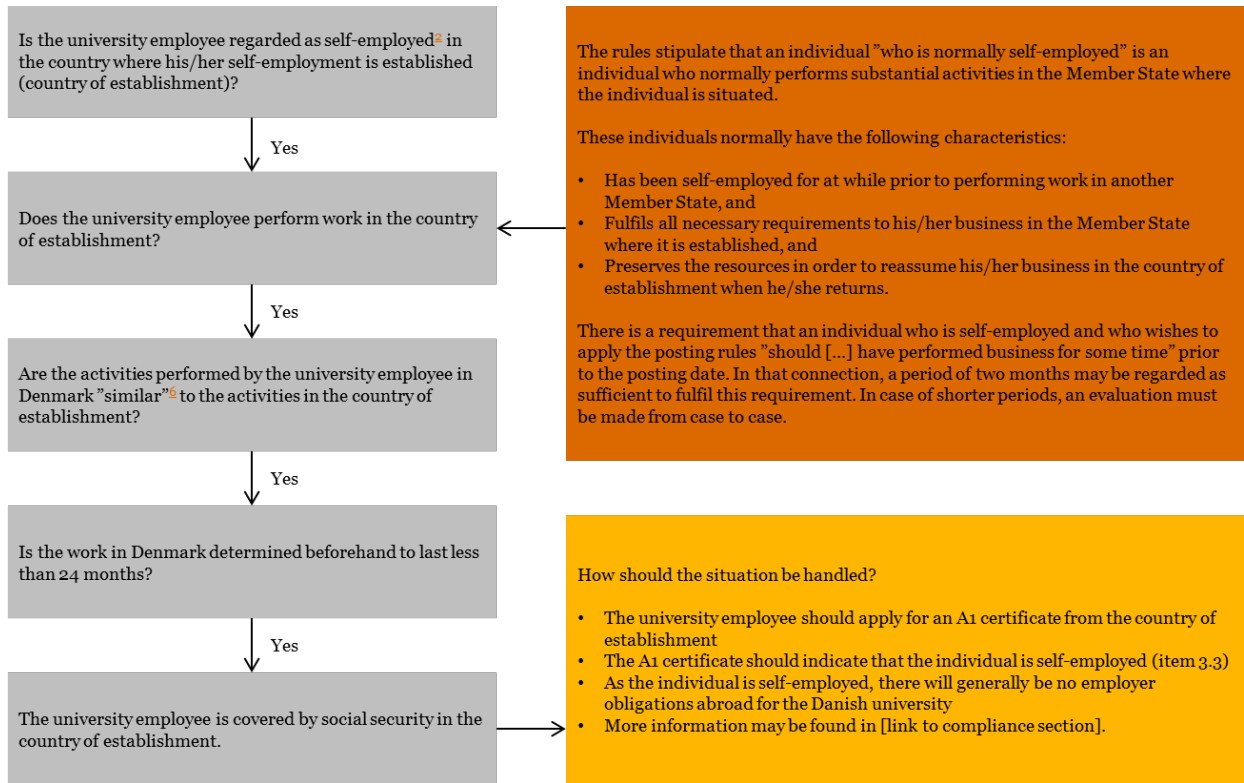 Is the university employee regarded as self-employed2 in
the country where his/her self-employment is established
(country of establishment)?
Yes
Does the university employee perform work in the country
of establishment?
Yes
Are the activities performed by the university employee in
Denmark ”similar”6 to the activities in the country of
establishment?
Yes
Is the work in Denmark determined beforehand to last less
than 24 months?
Yes
The university employee is covered by social security in the
country of establishment.
The rules stipulate that an individual ”who is normally self-employed” is an
individual who normally performs substantial activities in the Member State where
the individual is situated.
These individuals normally have the following characteristics:
• Has been self-employed for at while prior to performing work in another
Member State, and
• Fulfils all necessary requirements to his/her business in the Member State
where it is established, and
• Preserves the resources in order to reassume his/her business in the country of
establishment when he/she returns.
There is a requirement that an individual who is self-employed and who wishes to
apply the posting rules ”should [...] have performed business for some time” prior
to the posting date. In that connection, a period of two months may be regarded as
sufficient to fulfil this requirement. In case of shorter periods, an evaluation must
be made from case to case.
How should the situation be handled?
• The university employee should apply for an A1 certificate from the country of
establishment
• The A1 certificate should indicate that the individual is self-employed (item 3.3)
• As the individual is self-employed, there will generally be no employer
obligations abroad for the Danish university
• More information may be found in [link to compliance section].